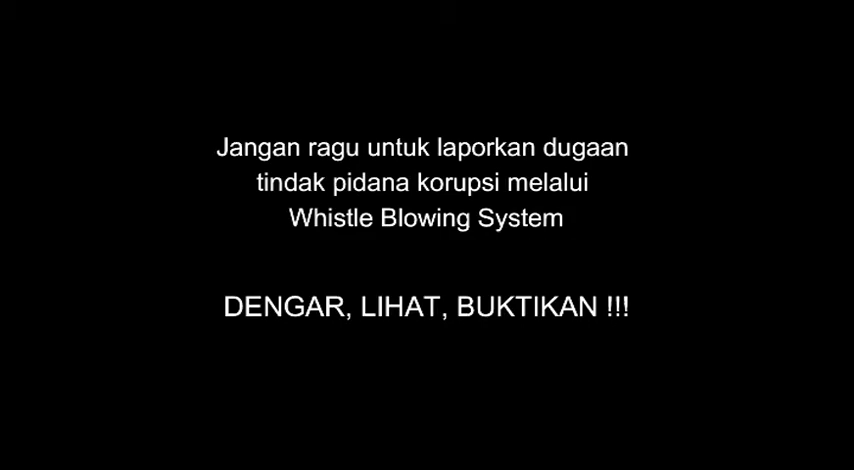 Jangan ragu untuk laporkan dugaan
tindak pidana korupsi melalui
Whistle Blowing System
DENGAR, LIHAT, BUKTIKAN !!!